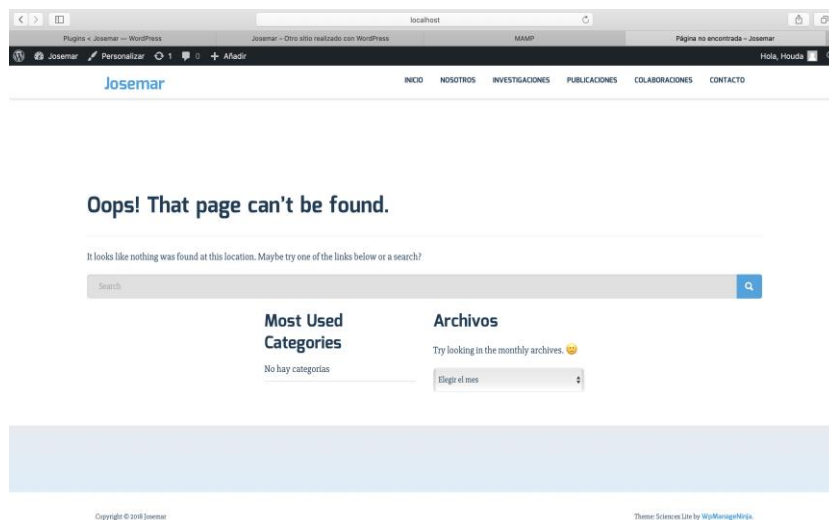 localhost
Plugins < Josemar — WordPress
Josemar – Otro sitio realizado con WordPress
MAMP
Página no encontrada – Josemar
Josemar Personalizar 1 0 + Añadir
Hola, Houda
Josemar
INICIO NOSOTROS INVESTIGACIONES PUBLICACIONES COLABORACIONES CONTACTO
Oops! That page can't be found.
It looks like nothing was found at this location. Maybe try one of the links below or a search?
Search
Most Used
Categories
No hay categorías
Archivos
Try looking in the monthly archives. 🙂
Elegir el mes
Copyright © 2018 Josemar
Theme: Sciences Lite by WpManageNinja.